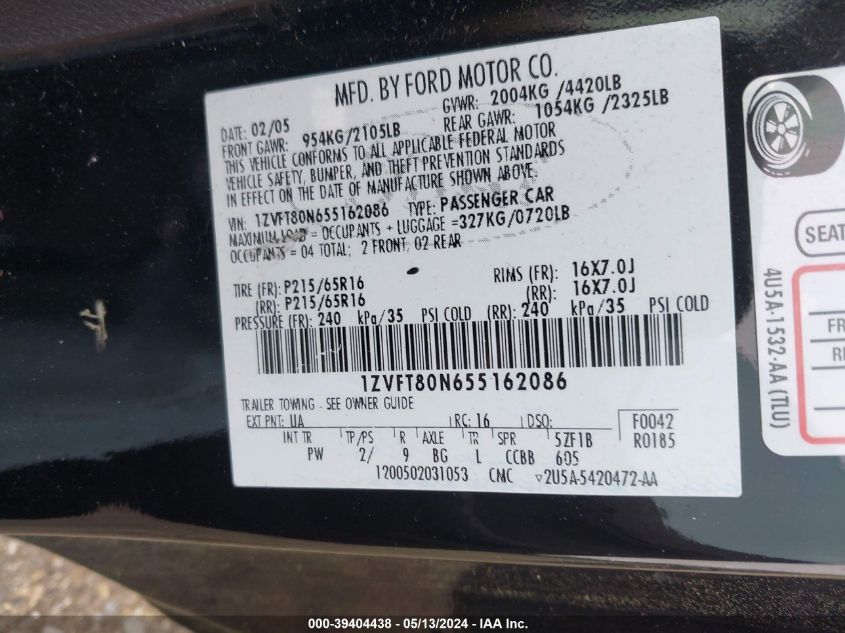 MFD. BY FORD MOTOR CO.
DATE: 02/05 GVWR: 2004KG /4420LB
FRONT GAWR: 954KG/2105LB REAR GAWR: 1054KG /2325LB
THIS VEHICLE CONFORMS TO ALL APPLICABLE FEDERAL MOTOR
VEHICLE SAFETY, BUMPER, AND THEFT PREVENTION STANDARDS
IN EFFECT ON THE DATE OF MANUFACTURE SHOWN ABOVE.
VIN: 1ZVFT80N655162086 TYPE: PASSENGER CAR
MAXIMUM LOAD = OCCUPANTS + LUGGAGE =327KG/0720LB
OCCUPANTS = 04 TOTAL; 2 FRONT, 02 REAR
TIRE (FR): P215/65R16 RIMS (FR): 16X7.0J
(RR): P215/65R16 (RR): 16X7.0J
PRESSURE (FR): 240 kPa/35 PSI COLD (RR): 240 kPa/35 PSI COLD
1ZVFT80N655162086
TRAILER TOWING - SEE OWNER GUIDE
EXT PNT: UA RC: 16 DSO: F0042
INT TR TP/PS R AXLE TR SPR 5ZF1B R0185
PW 2/ 9 BG L CCBB 605
1200502031053 CMC ▽2U5A-5420472-AA
4U5A-1532-AA (TLU)
SEAT
FR
000-39404438 - 05/13/2024 - IAA Inc.